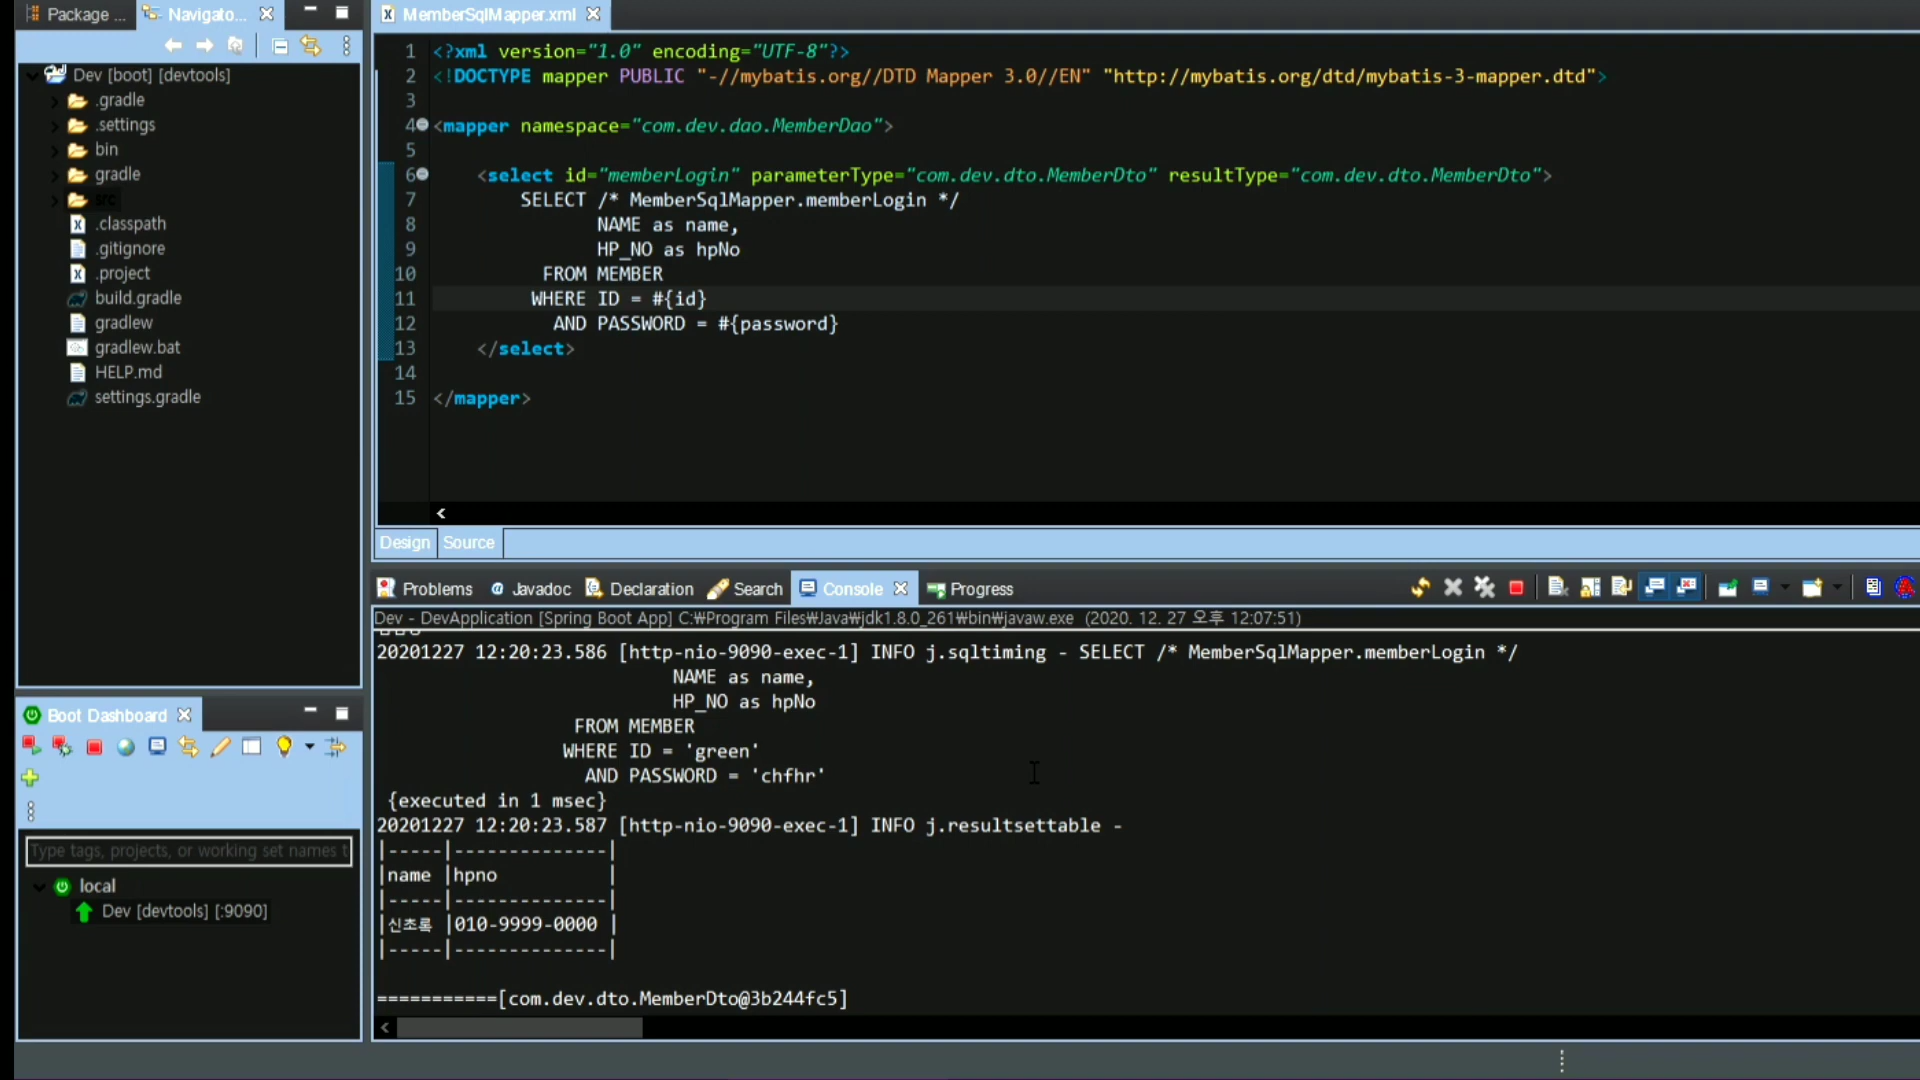 Package ...
Navigato...
MemberSqlMapper.xml
Dev [boot] [devtools]
.gradle
.settings
bin
gradle
src
.classpath
.gitignore
.project
build.gradle
gradlew
gradlew.bat
HELP.md
settings.gradle
1 <?xml version="1.0" encoding="UTF-8"?>
2 <!DOCTYPE mapper PUBLIC "-//mybatis.org//DTD Mapper 3.0//EN" "http://mybatis.org/dtd/mybatis-3-mapper.dtd">
3
4 <mapper namespace="com.dev.dao.MemberDao">
5
6 <select id="memberLogin" parameterType="com.dev.dto.MemberDto" resultType="com.dev.dto.MemberDto">
7 SELECT /* MemberSqlMapper.memberLogin */
8 NAME as name,
9 HP_NO as hpNo
10 FROM MEMBER
11 WHERE ID = #{id}
12 AND PASSWORD = #{password}
13 </select>
14
15 </mapper>
Design Source
Problems Javadoc Declaration Search Console Progress
Dev - DevApplication [Spring Boot App] C:₩Program Files₩Java₩jdk1.8.0_261₩bin₩javaw.exe (2020. 12. 27 오후 12:07:51)
20201227 12:20:23.586 [http-nio-9090-exec-1] INFO j.sqltiming - SELECT /* MemberSqlMapper.memberLogin */
NAME as name,
HP_NO as hpNo
FROM MEMBER
WHERE ID = 'green'
AND PASSWORD = 'chfhr'
{executed in 1 msec}
20201227 12:20:23.587 [http-nio-9090-exec-1] INFO j.resultsettable -
|-----|--------------|
|name |hpno |
|-----|--------------|
|신초록 |010-9999-0000 |
|-----|--------------|
===========[com.dev.dto.MemberDto@3b244fc5]
Boot Dashboard
Type tags, projects, or working set names t
local
Dev [devtools] [:9090]